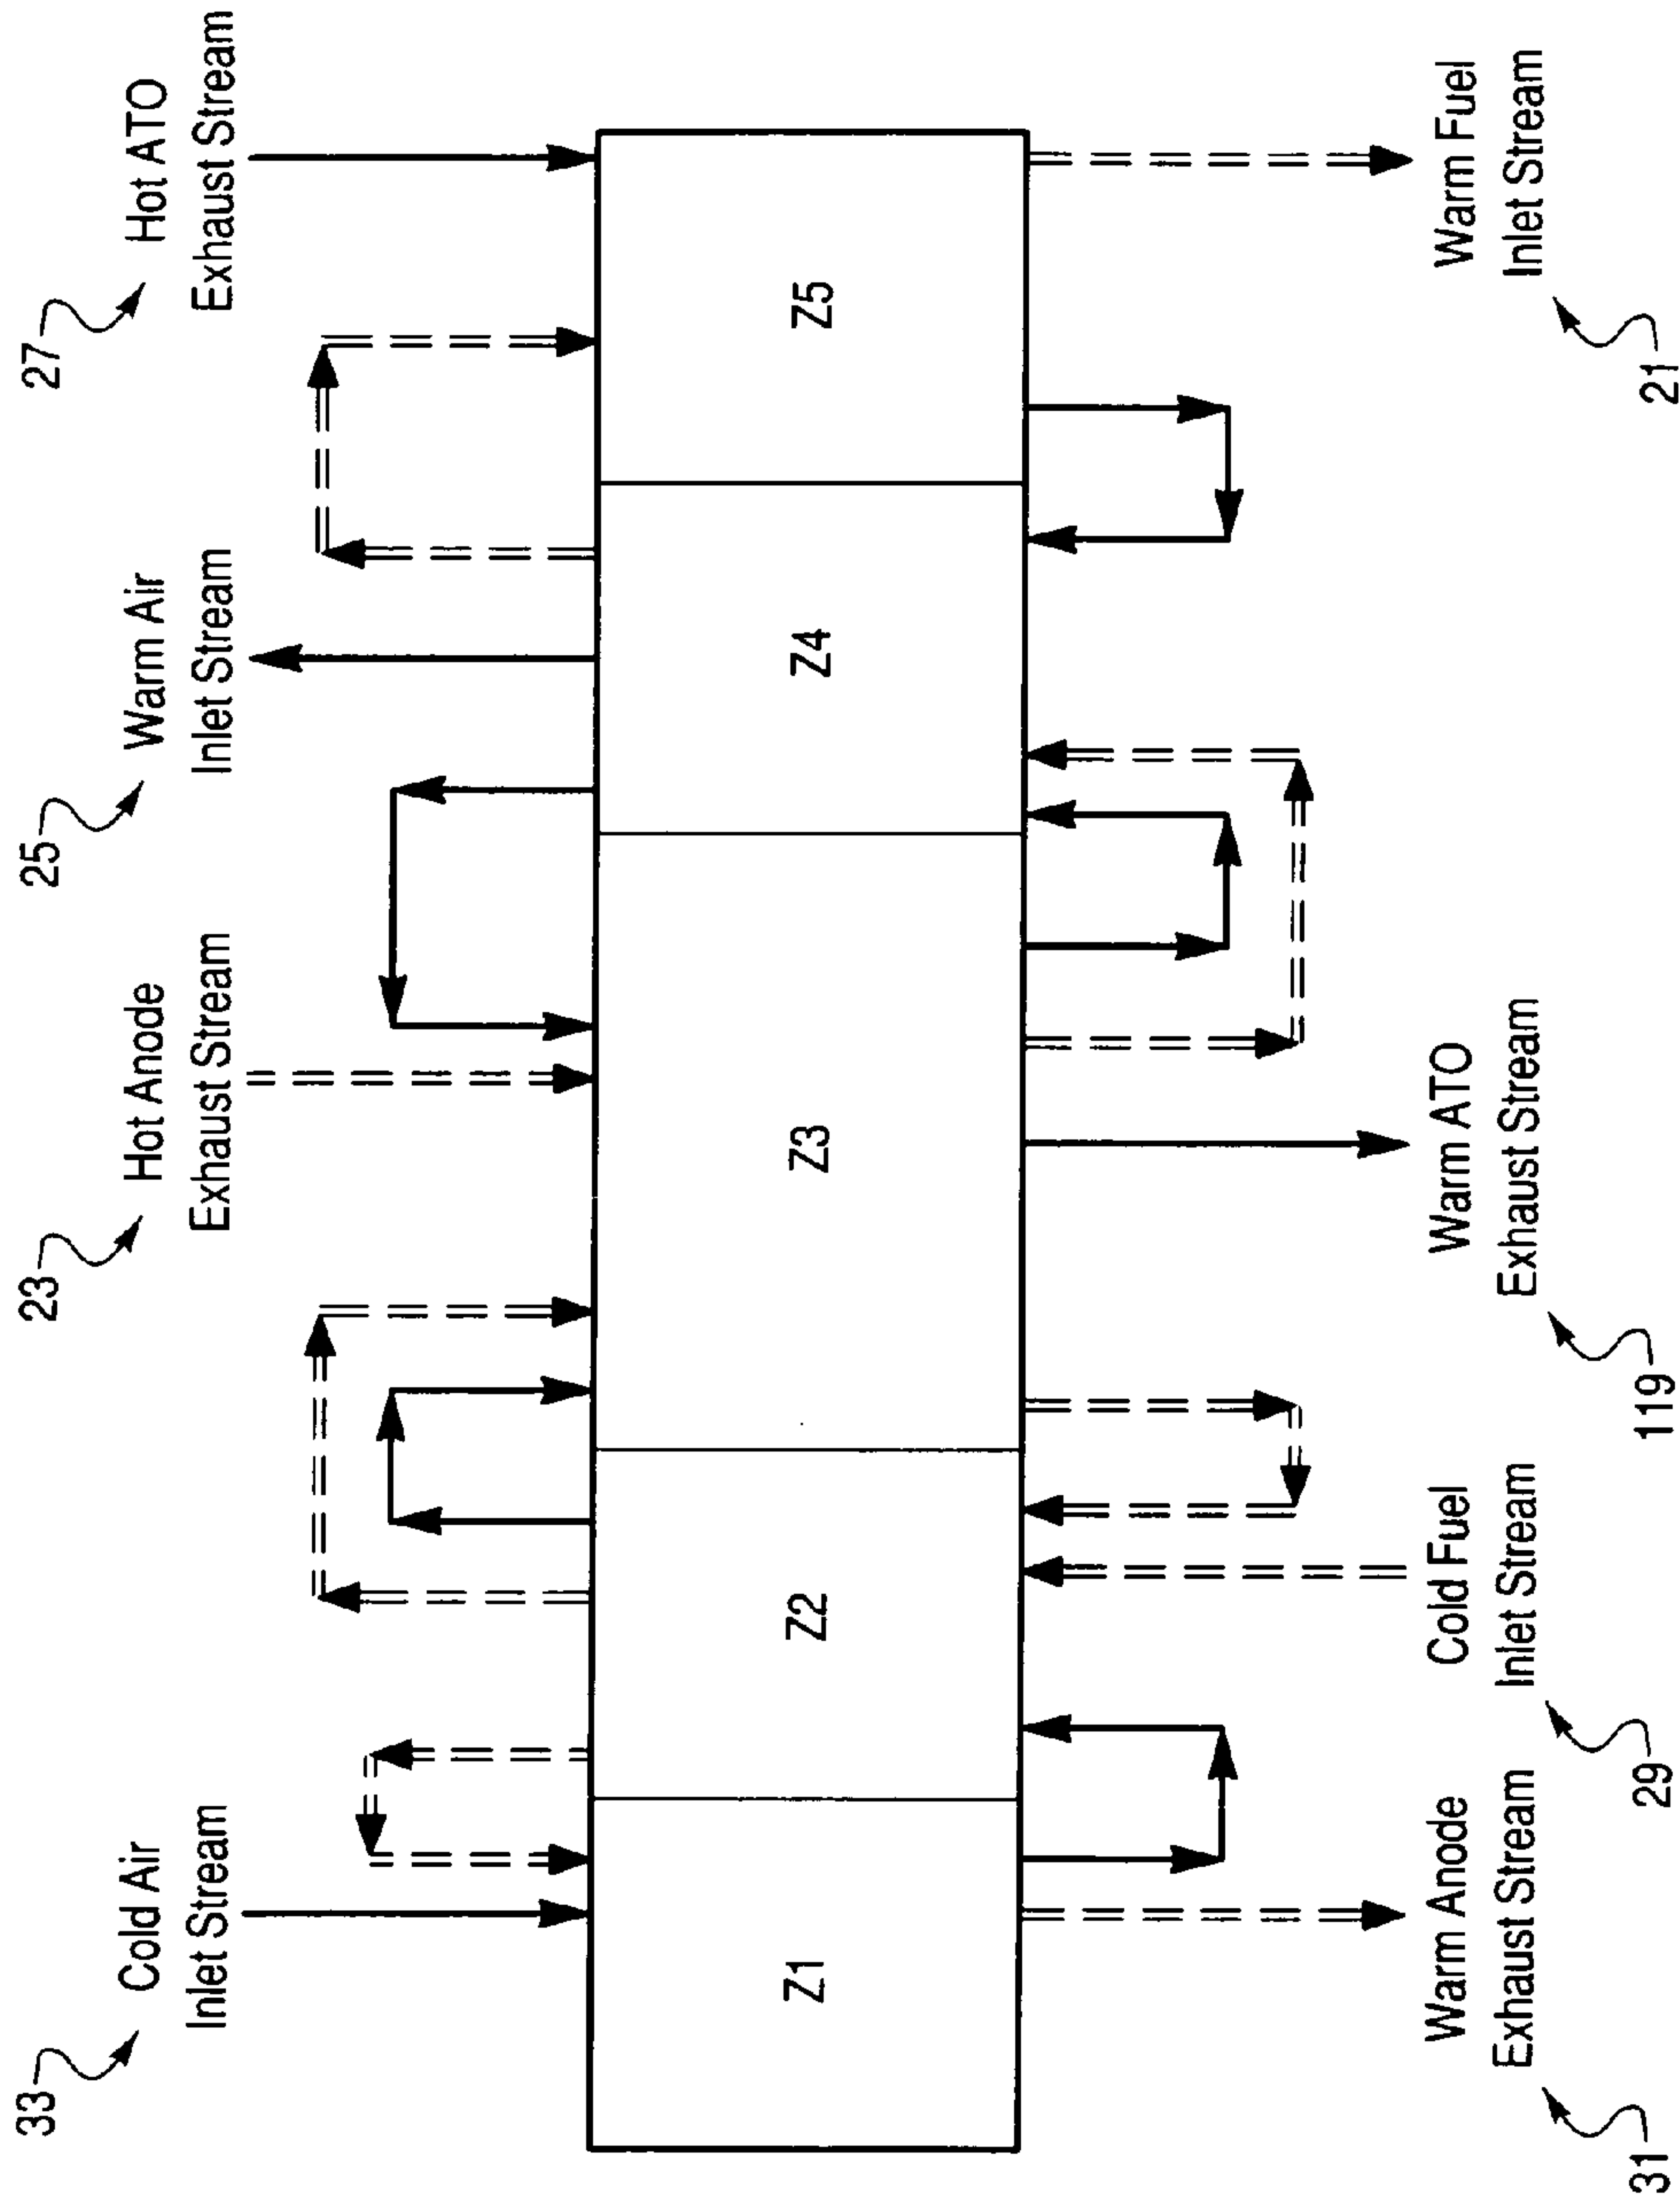 33
Cold Air
Inlet Stream
23
Hot Anode
Exhaust Stream
25
Warm Air
Inlet Stream
27
Hot ATO
Exhaust Stream
Z1
Z2
Z3
Z4
Z5
Warm Anode
Exhaust Stream
31
Cold Fuel
Inlet Stream
29
Warm ATO
Exhaust Stream
119
Warm Fuel
Inlet Stream
21